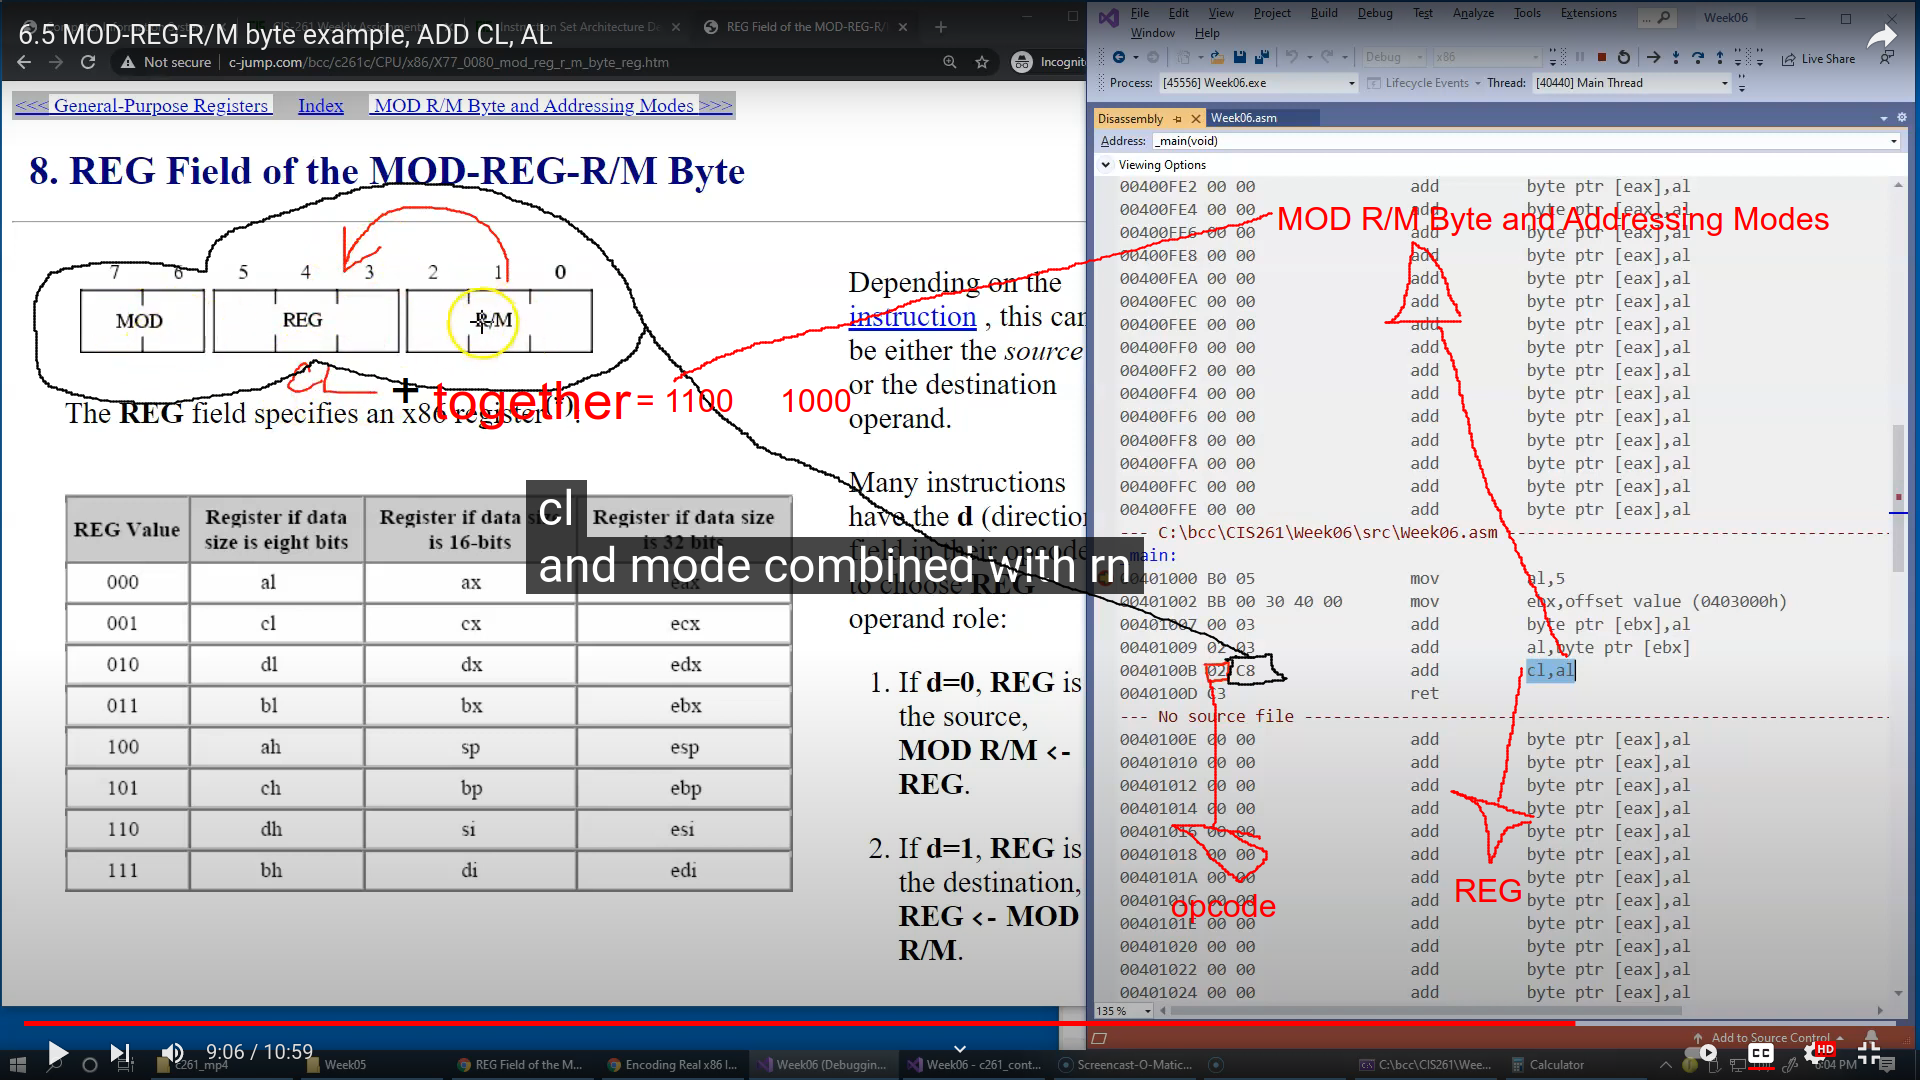 6.5 MOD-REG-R/M byte example, ADD CL, AL
REG Field of the MOD-REG-R/
Not secure
c-jump.com/bcc/c261c/CPU/x86/X77_0080_mod_reg_r_m_byte_reg.htm
Incognit
<<< General-Purpose Registers
Index
MOD R/M Byte and Addressing Modes >>>
8. REG Field of the MOD-REG-R/M Byte
7 6 5 4 3 2 1 0
MOD REG R/M
The REG field specifies an x86 register(*) .
+ together = 1100 1000
REG Value | Register if data size is eight bits | Register if data size is 16-bits | Register if data size is 32 bits
000 al ax eax
001 cl cx ecx
010 dl dx edx
011 bl bx ebx
100 ah sp esp
101 ch bp ebp
110 dh si esi
111 bh di edi
Depending on the
instruction , this can
be either the source
or the destination
operand.
Many instructions
have the d (direction
field in their opcode
to choose REG
operand role:
1. If d=0, REG is
the source,
MOD R/M <-
REG.
2. If d=1, REG is
the destination,
REG <- MOD
R/M.
cl
and mode combined with rn
File Edit View Project Build Debug Test Analyze Tools Extensions
Week06
Window Help
Debug x86
Live Share
Process: [45556] Week06.exe
Lifecycle Events
Thread: [40440] Main Thread
Disassembly
Week06.asm
Address: _main(void)
Viewing Options
00400FE2 00 00 add byte ptr [eax],al
00400FE4 00 00 add byte ptr [eax],al
MOD R/M Byte and Addressing Modes
00400FE6 00 00 add byte ptr [eax],al
00400FE8 00 00 add byte ptr [eax],al
00400FEA 00 00 add byte ptr [eax],al
00400FEC 00 00 add byte ptr [eax],al
00400FEE 00 00 add byte ptr [eax],al
00400FF0 00 00 add byte ptr [eax],al
00400FF2 00 00 add byte ptr [eax],al
00400FF4 00 00 add byte ptr [eax],al
00400FF6 00 00 add byte ptr [eax],al
00400FF8 00 00 add byte ptr [eax],al
00400FFA 00 00 add byte ptr [eax],al
00400FFC 00 00 add byte ptr [eax],al
00400FFE 00 00 add byte ptr [eax],al
--- C:\bcc\CIS261\Week06\src\Week06.asm
main:
00401000 B0 05 mov al,5
00401002 BB 00 30 40 00 mov ebx,offset value (0403000h)
00401007 00 03 add byte ptr [ebx],al
00401009 02 03 add al,byte ptr [ebx]
0040100B 02 C8 add cl,al
0040100D C3 ret
--- No source file
0040100E 00 00 add byte ptr [eax],al
00401010 00 00 add byte ptr [eax],al
00401012 00 00 add byte ptr [eax],al
00401014 00 00 add byte ptr [eax],al
00401016 00 00 add byte ptr [eax],al
00401018 00 00 add byte ptr [eax],al
0040101A 00 00 add byte ptr [eax],al
0040101C 00 00 add byte ptr [eax],al
opcode
REG
0040101E 00 00 add byte ptr [eax],al
00401020 00 00 add byte ptr [eax],al
00401022 00 00 add byte ptr [eax],al
00401024 00 00 add byte ptr [eax],al
135 %
Add to Source Control
9:06 / 10:59
CC
HD
c261_mp4
Week05
REG Field of the M...
Encoding Real x86 I...
Week06 (Debuggin...
Week06 - c261_cont...
Screencast-O-Matic...
C:\bcc\CIS261\Wee...
Calculator
6:04 PM